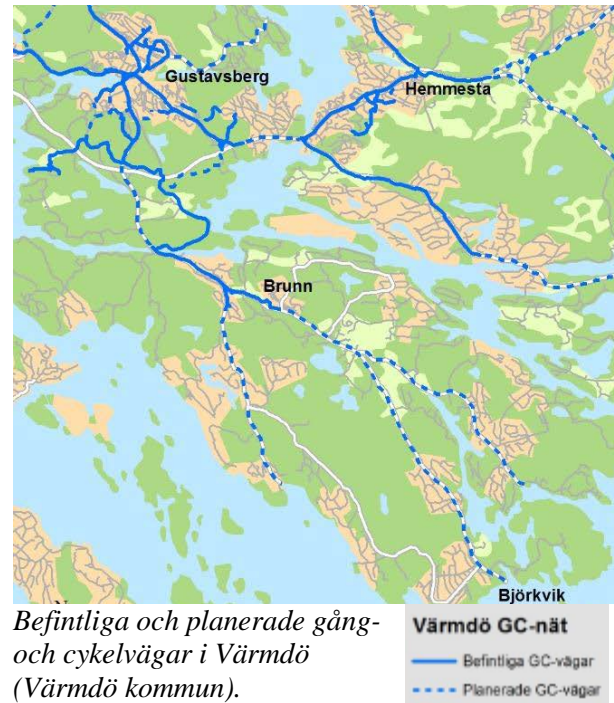 Gustavsberg
Hemmesta
Brunn
Björkvik
Befintliga och planerade gång-
och cykelvägar i Värmdö
(Värmdö kommun).
Värmdö GC-nät
Befintliga GC-vägar
Planerade GC-vägar